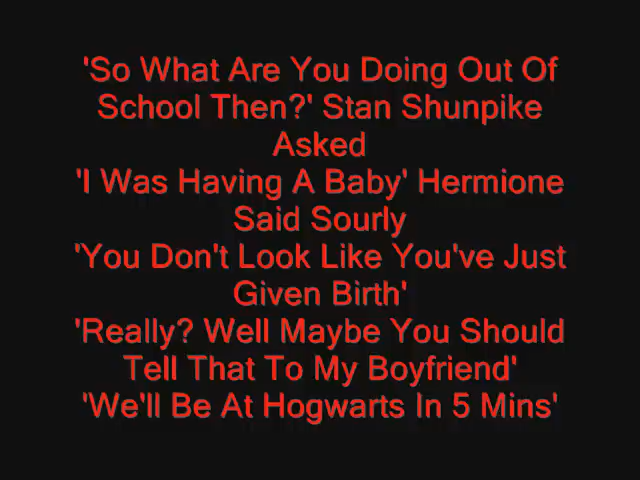 'So What Are You Doing Out Of
School Then?' Stan Shunpike
Asked
'I Was Having A Baby' Hermione
Said Sourly
'You Don't Look Like You've Just
Given Birth'
'Really? Well Maybe You Should
Tell That To My Boyfriend'
'We'll Be At Hogwarts In 5 Mins'